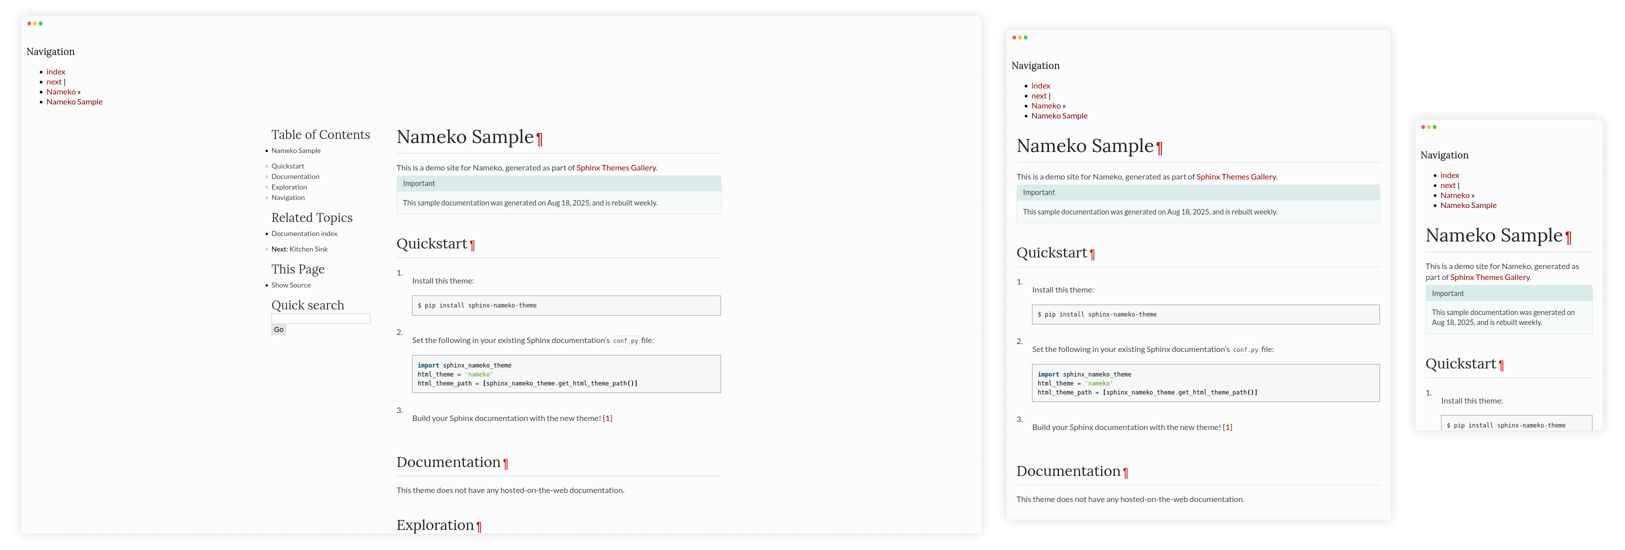 Navigation
index
next |
Nameko »
Nameko Sample
Table of Contents
Nameko Sample
Quickstart
Documentation
Exploration
Navigation
Related Topics
Documentation index
Next: Kitchen Sink
This Page
Show Source
Quick search
Go
Nameko Sample¶
This is a demo site for Nameko, generated as part of Sphinx Themes Gallery.
Important
This sample documentation was generated on Aug 18, 2025, and is rebuilt weekly.
Quickstart¶
1.
Install this theme:
$ pip install sphinx-nameko-theme
2.
Set the following in your existing Sphinx documentation's conf.py file:
import sphinx_nameko_theme
html_theme = 'nameko'
html_theme_path = [sphinx_nameko_theme.get_html_theme_path()]
3.
Build your Sphinx documentation with the new theme! [1]
Documentation¶
This theme does not have any hosted-on-the-web documentation.
Exploration¶
Navigation
index
next |
Nameko »
Nameko Sample
Nameko Sample¶
This is a demo site for Nameko, generated as part of Sphinx Themes Gallery.
Important
This sample documentation was generated on Aug 18, 2025, and is rebuilt weekly.
Quickstart¶
1.
Install this theme:
$ pip install sphinx-nameko-theme
2.
Set the following in your existing Sphinx documentation's conf.py file:
import sphinx_nameko_theme
html_theme = 'nameko'
html_theme_path = [sphinx_nameko_theme.get_html_theme_path()]
3.
Build your Sphinx documentation with the new theme! [1]
Documentation¶
This theme does not have any hosted-on-the-web documentation.
Navigation
index
next |
Nameko »
Nameko Sample
Nameko Sample¶
This is a demo site for Nameko, generated as
part of Sphinx Themes Gallery.
Important
This sample documentation was generated on
Aug 18, 2025, and is rebuilt weekly.
Quickstart¶
1.
Install this theme:
$ pip install sphinx-nameko-theme